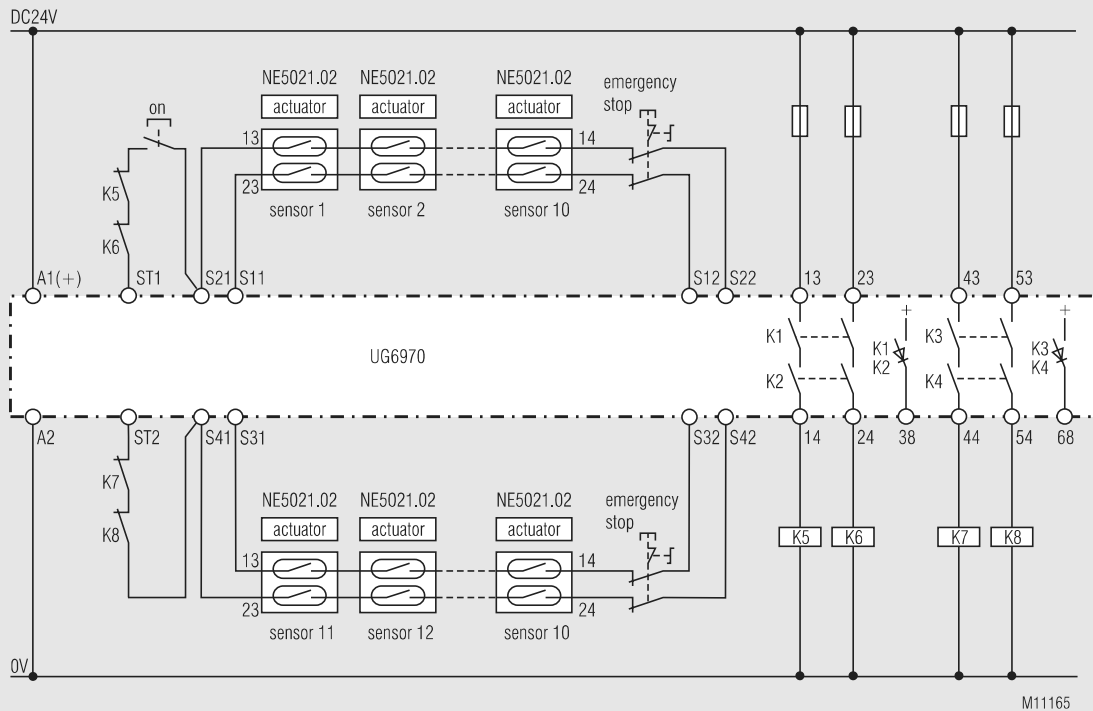 DC24V
NE5021.02 NE5021.02 NE5021.02 emergency
stop
on actuator actuator actuator
13 14
K5 23 24
sensor 1 sensor 2 sensor 10
K6
A1(+) ST1 S21 S11 S12 S22 13 23 43 53
+ +
K1 K1 K3 K3
K2 K4
UG6970
K2 K4
A2 ST2 S41 S31 S32 S42 14 24 38 44 54 68
K7
NE5021.02 NE5021.02 NE5021.02 emergency
stop
K8 actuator actuator actuator K5 K6 K7 K8
13 14
23 24
sensor 11 sensor 12 sensor 10
0V
M11165